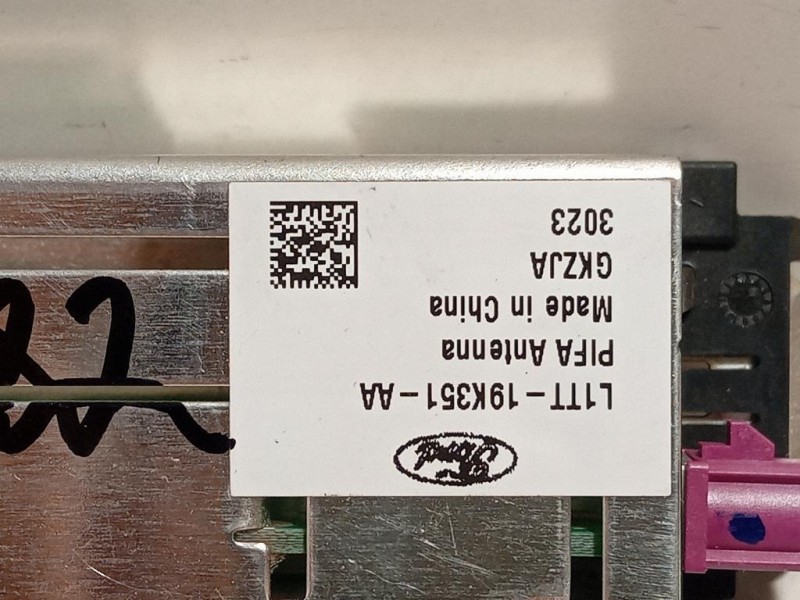 Ford
L1TT-19K351-AA
PIFA Antenna
Made in China
GKZJA
3023